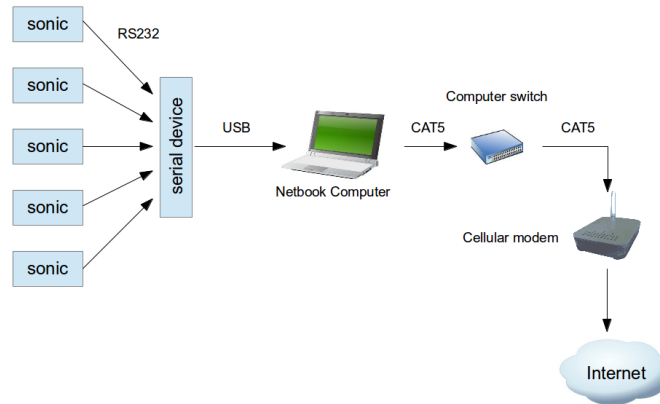 sonic
RS232
sonic
sonic
sonic
sonic
serial device
USB
Netbook Computer
CAT5
Computer switch
CAT5
Cellular modem
Internet